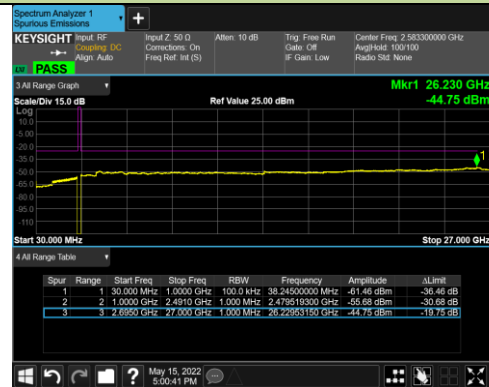 Spectrum Analyzer 1
Spurious Emissions
KEYSIGHT Input: RF Input Z: 50 Ω Atten: 10 dB Trig: Free Run Center Freq: 2.583300000 GHz
Coupling: DC Corrections: On Gate: Off Avg|Hold: 100/100
Align: Auto Freq Ref: Int (S) IF Gain: Low Radio Std: None
PASS
3 All Range Graph
Mkr1 26.230 GHz
Scale/Div 15.0 dB Ref Value 25.00 dBm -44.75 dBm
Log
10.0
-5.00
-20.0
-35.0
-50.0
-65.0
-80.0
-95.0
-110
1
Start 30.000 MHz Stop 27.000 GHz
4 All Range Table
Spur Range Start Freq Stop Freq RBW Frequency Amplitude ΔLimit
1 1 30.000 MHz 1.0000 GHz 100.0 kHz 38.24500000 MHz -61.46 dBm -36.46 dB
2 2 1.0000 GHz 2.4910 GHz 1.000 MHz 2.479519300 GHz -55.68 dBm -30.68 dB
3 3 2.6950 GHz 27.000 GHz 1.000 MHz 26.22953150 GHz -44.75 dBm -19.75 dB
? May 15, 2022
5:00:41 PM